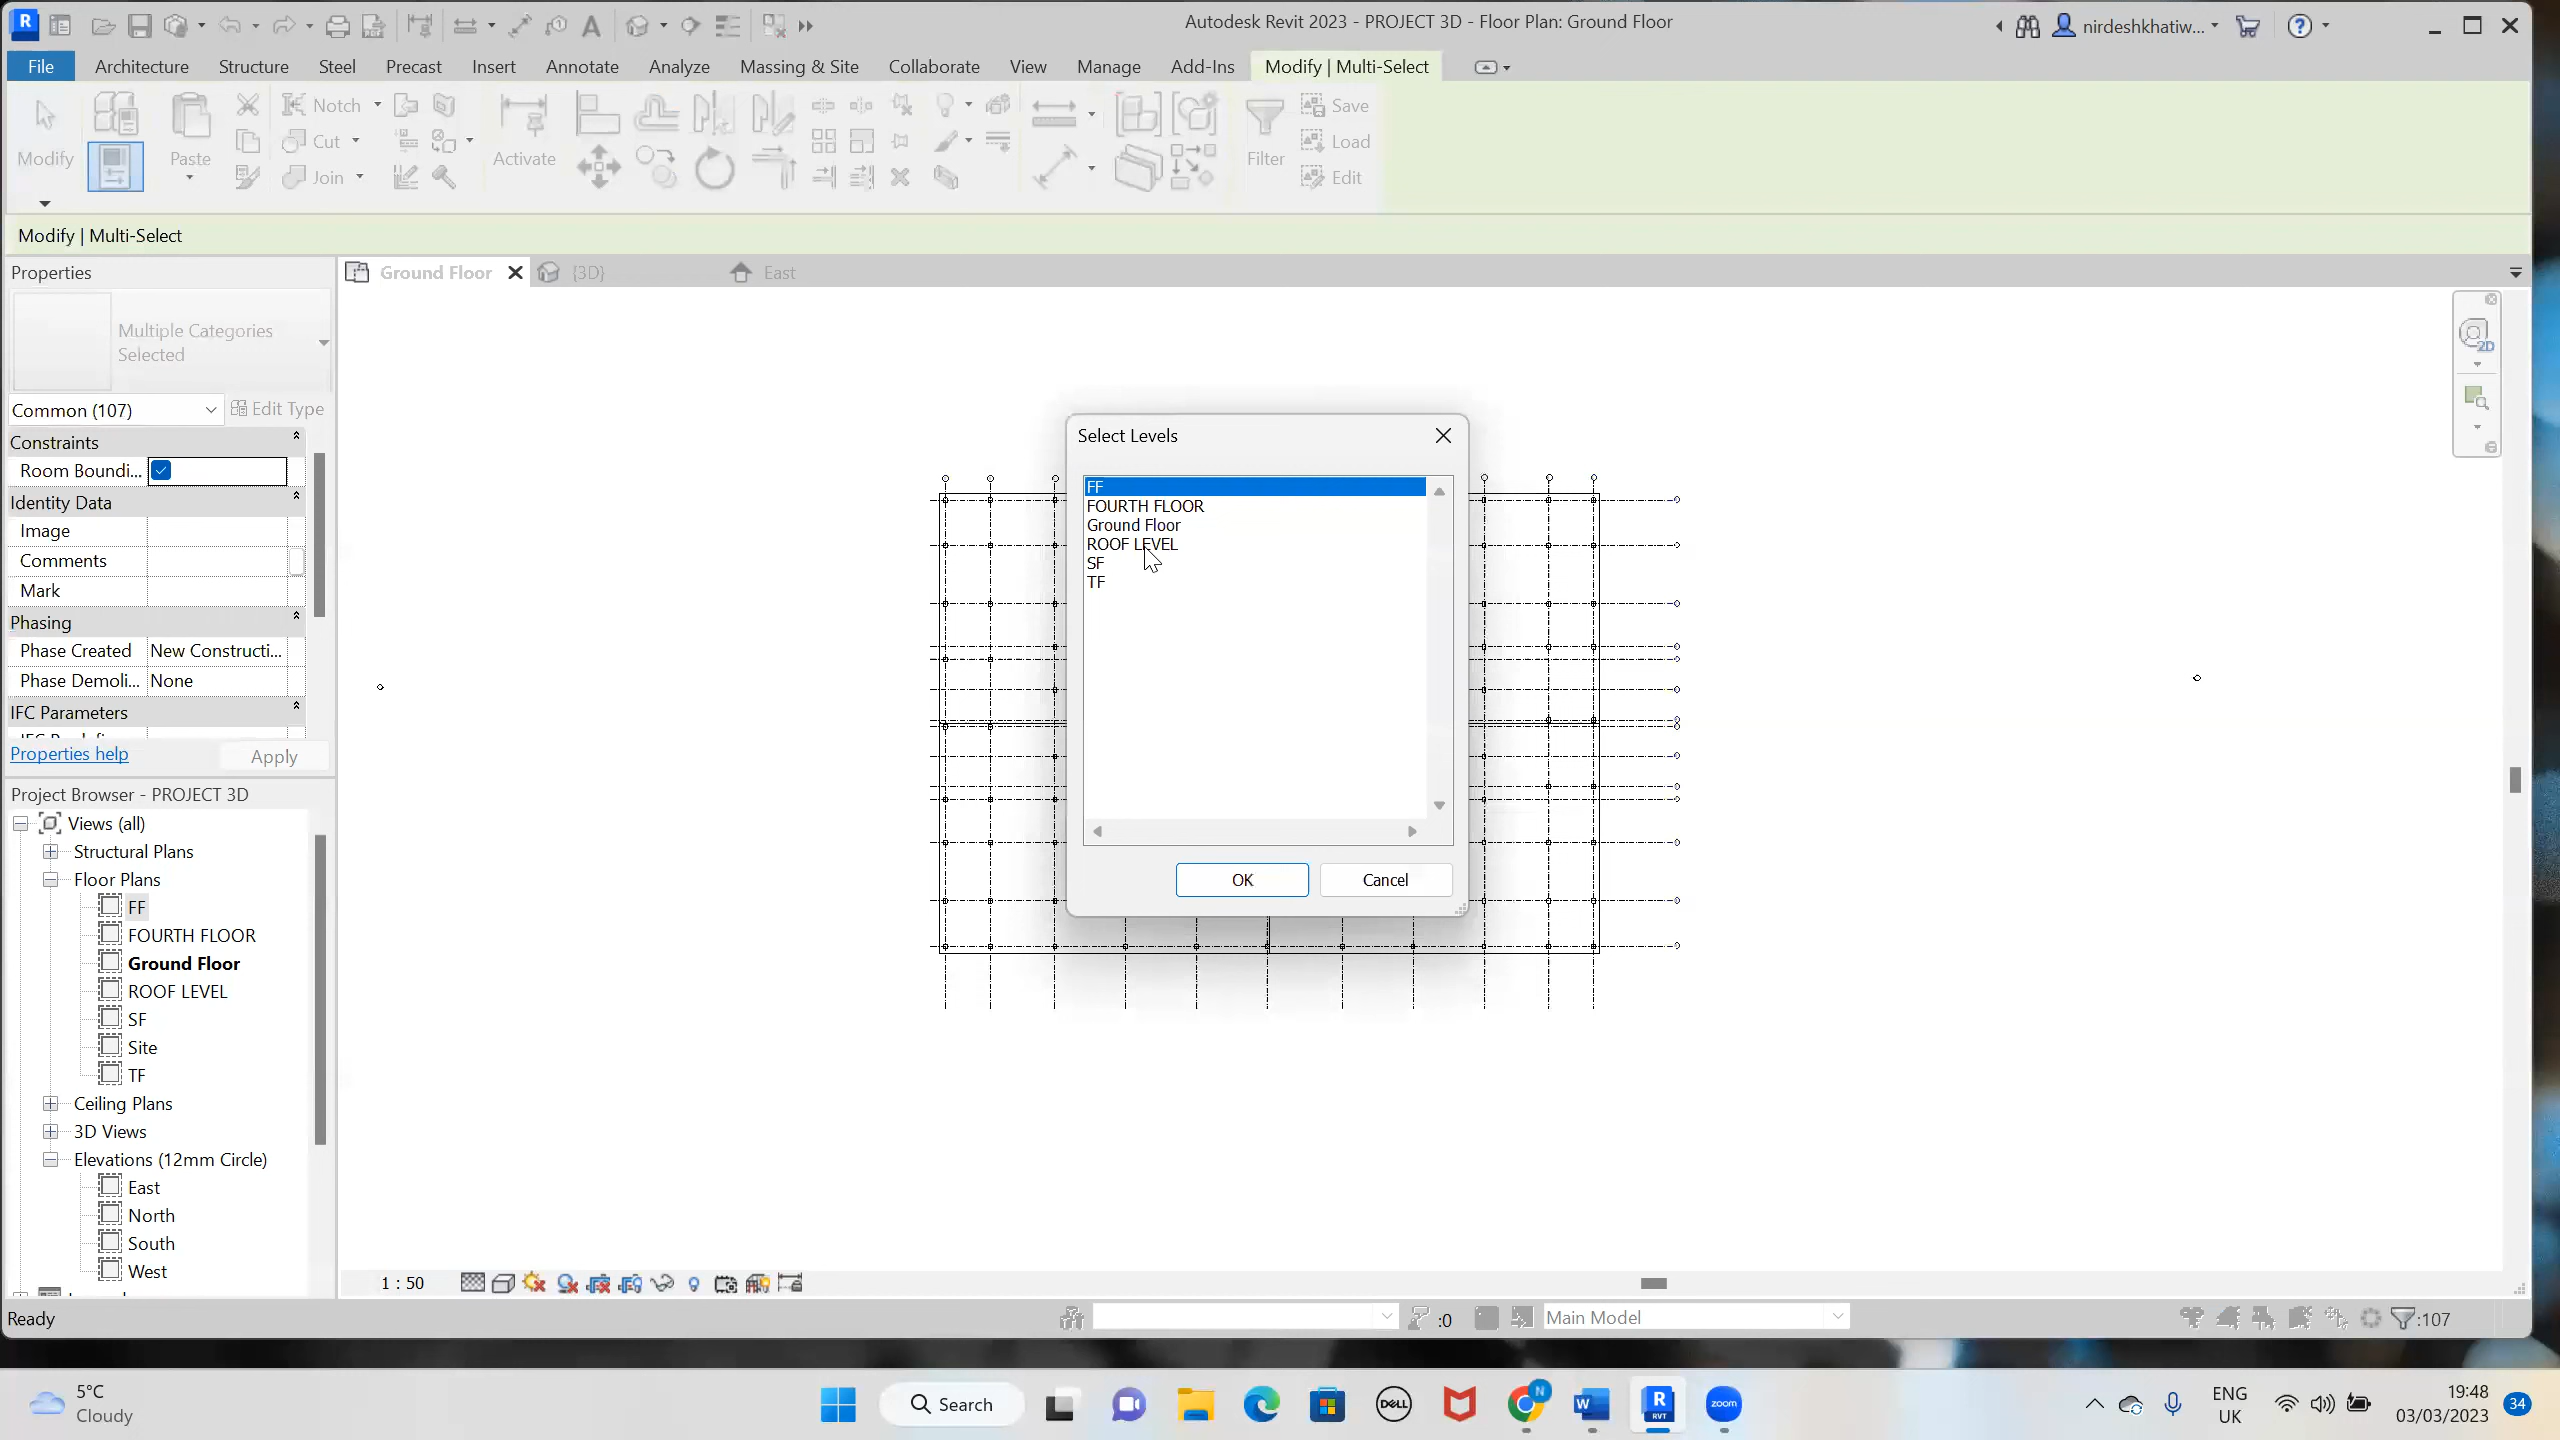 Autodesk Revit 2023 - PROJECT 3D - Floor Plan: Ground Floor
nirdeshkhatiw...
File Architecture Structure Steel Precast Insert Annotate Analyze Massing & Site Collaborate View Manage Add-Ins Modify | Multi-Select
Modify
Paste
Notch
Cut
Join
Activate
Filter
Save
Load
Edit
Modify | Multi-Select
Properties
Ground Floor
{3D}
East
Multiple Categories
Selected
Common (107)
Edit Type
Constraints
Room Boundi...
Identity Data
Image
Comments
Mark
Phasing
Phase Created New Constructi...
Phase Demoli... None
IFC Parameters
Properties help
Apply
Project Browser - PROJECT 3D
Views (all)
Structural Plans
Floor Plans
FF
FOURTH FLOOR
Ground Floor
ROOF LEVEL
SF
Site
TF
Ceiling Plans
3D Views
Elevations (12mm Circle)
East
North
South
West
Select Levels
FF
FOURTH FLOOR
Ground Floor
ROOF LEVEL
SF
TF
OK
Cancel
2D
1 : 50
Ready
:0
Main Model
:107
5°C
Cloudy
Search
DELL
N
W
R
RVT
zoom
ENG
UK
19:48
03/03/2023
34